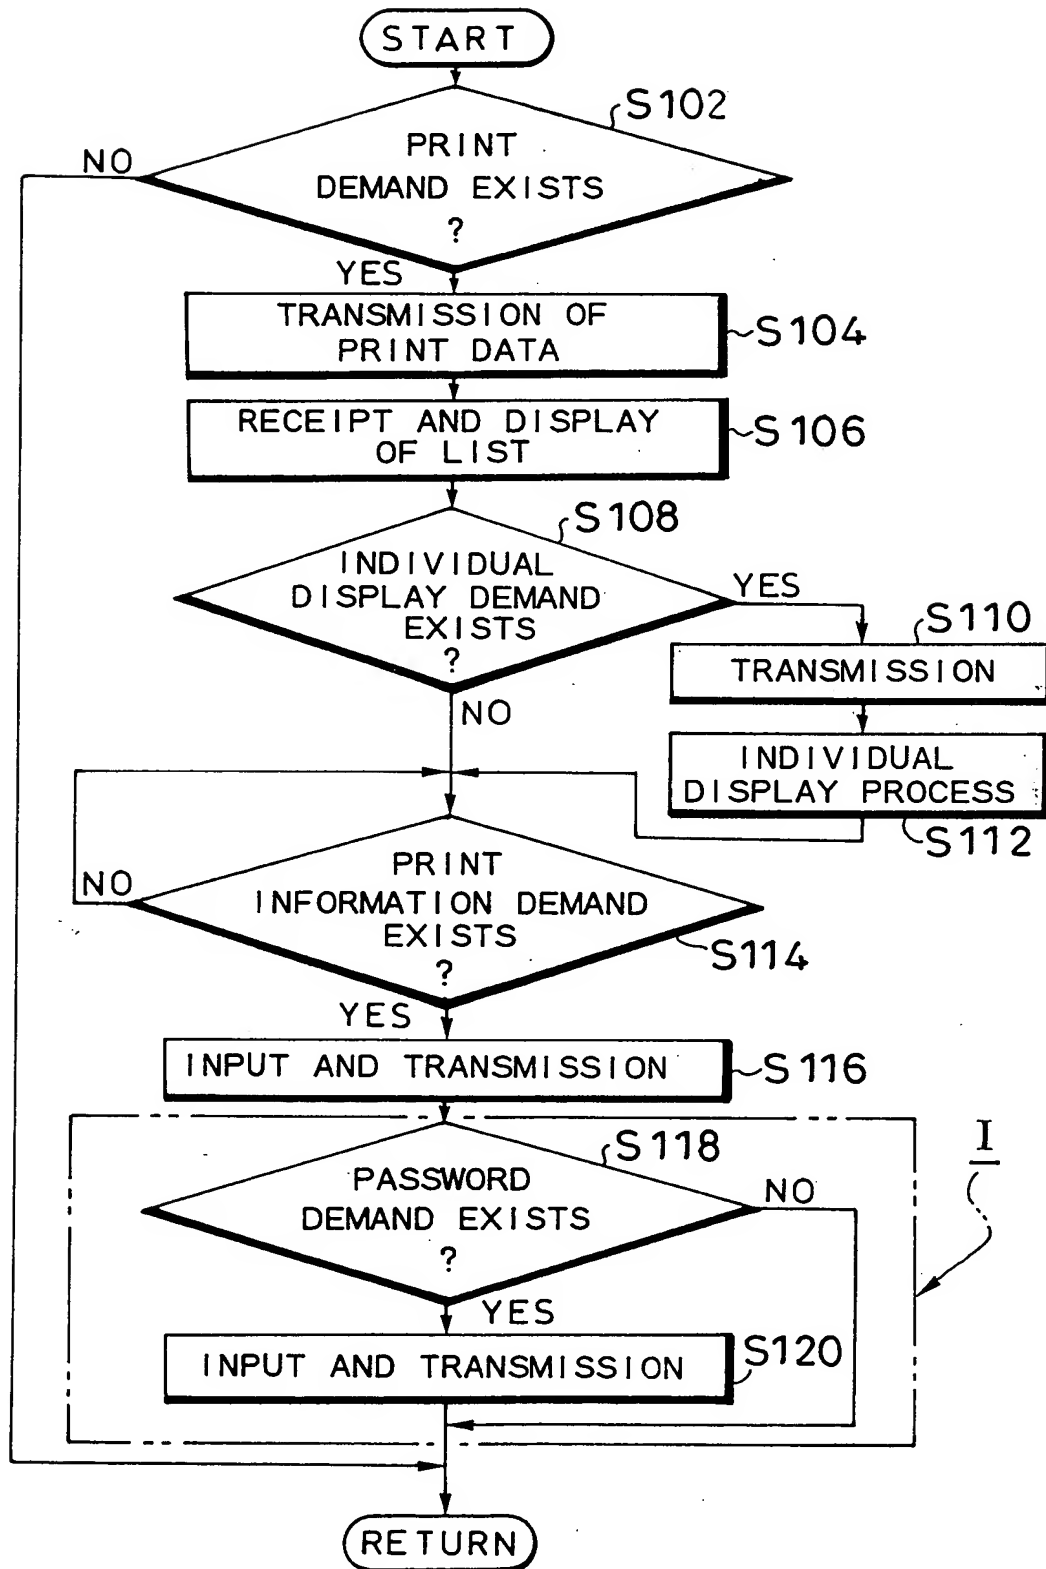 START
S102
PRINT
DEMAND EXISTS
?
NO
YES
TRANSMISSION OF
PRINT DATA
S104
RECEIPT AND DISPLAY
OF LIST
S106
S108
INDIVIDUAL
DISPLAY DEMAND
EXISTS
?
YES
NO
S110
TRANSMISSION
INDIVIDUAL
DISPLAY PROCESS
S112
PRINT
INFORMATION DEMAND
EXISTS
?
NO
S114
YES
INPUT AND TRANSMISSION
S116
S118
I
PASSWORD
DEMAND EXISTS
?
NO
YES
INPUT AND TRANSMISSION
S120
RETURN